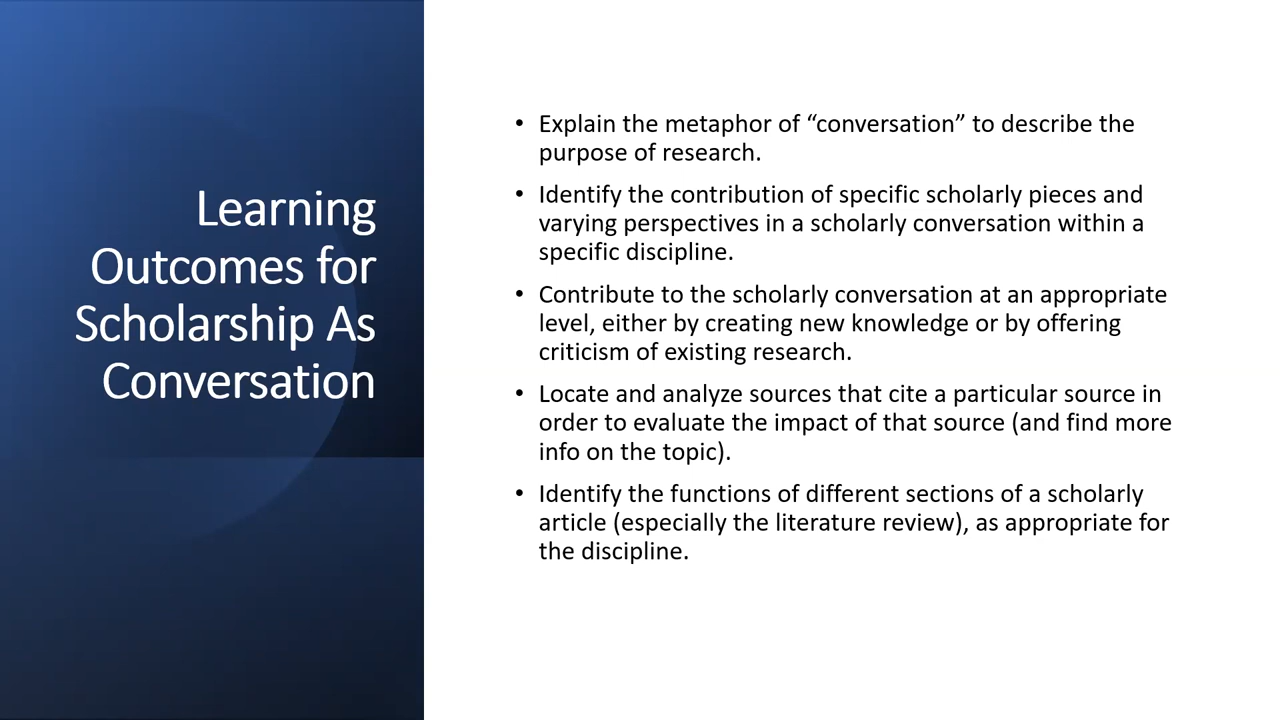 Learning
Outcomes for
Scholarship As
Conversation
• Explain the metaphor of “conversation” to describe the
purpose of research.
• Identify the contribution of specific scholarly pieces and
varying perspectives in a scholarly conversation within a
specific discipline.
• Contribute to the scholarly conversation at an appropriate
level, either by creating new knowledge or by offering
criticism of existing research.
• Locate and analyze sources that cite a particular source in
order to evaluate the impact of that source (and find more
info on the topic).
• Identify the functions of different sections of a scholarly
article (especially the literature review), as appropriate for
the discipline.